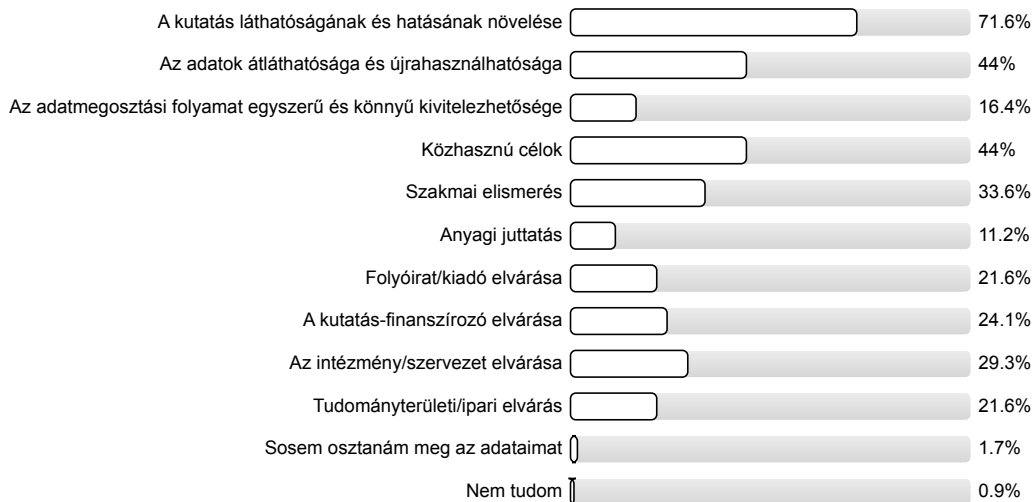 A kutatás láthatóságának és hatásának növelése 71.6%
Az adatok átláthatósága és újrahasználhatósága 44%
Az adatmegosztási folyamat egyszerű és könnyű kivitelezhetősége 16.4%
Közhasznú célok 44%
Szakmai elismerés 33.6%
Anyagi juttatás 11.2%
Folyóirat/kiadó elvárása 21.6%
A kutatás-finanszírozó elvárása 24.1%
Az intézmény/szervezet elvárása 29.3%
Tudományterületi/ipari elvárás 21.6%
Sosem osztanám meg az adataimat 1.7%
Nem tudom 0.9%